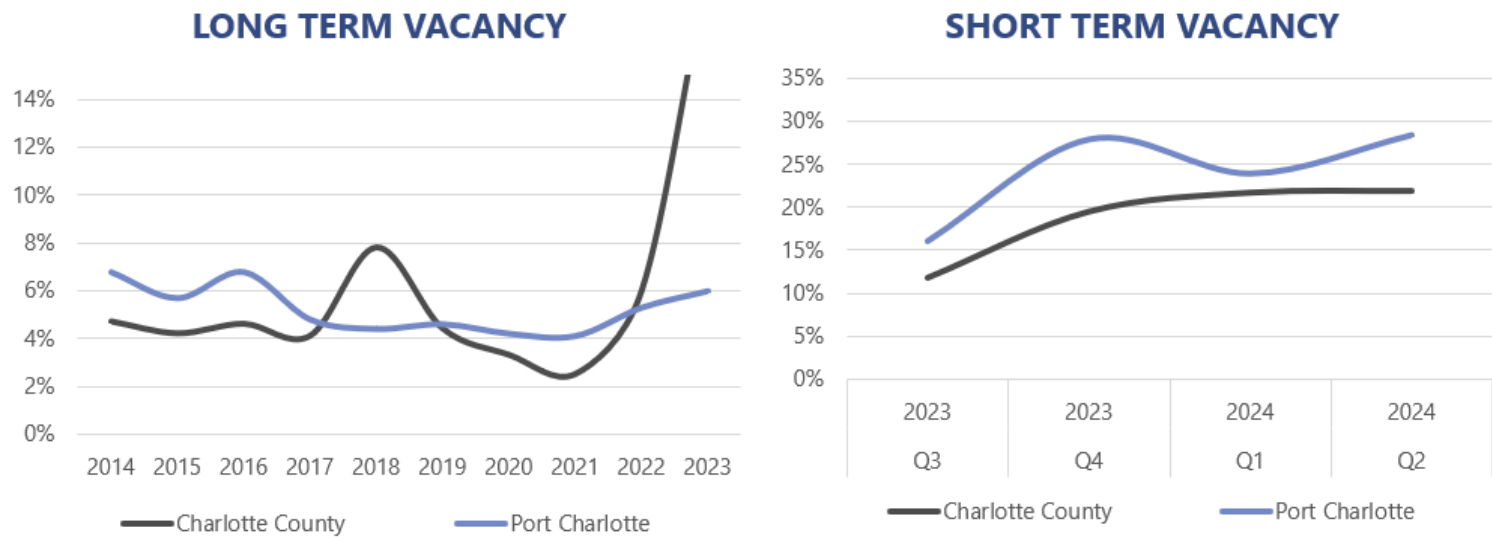 LONG TERM VACANCY
14%
12%
10%
8%
6%
4%
2%
0%
2014 2015 2016 2017 2018 2019 2020 2021 2022 2023
Charlotte County Port Charlotte
SHORT TERM VACANCY
35%
30%
25%
20%
15%
10%
5%
0%
2023 2023 2024 2024
Q3 Q4 Q1 Q2
Charlotte County Port Charlotte